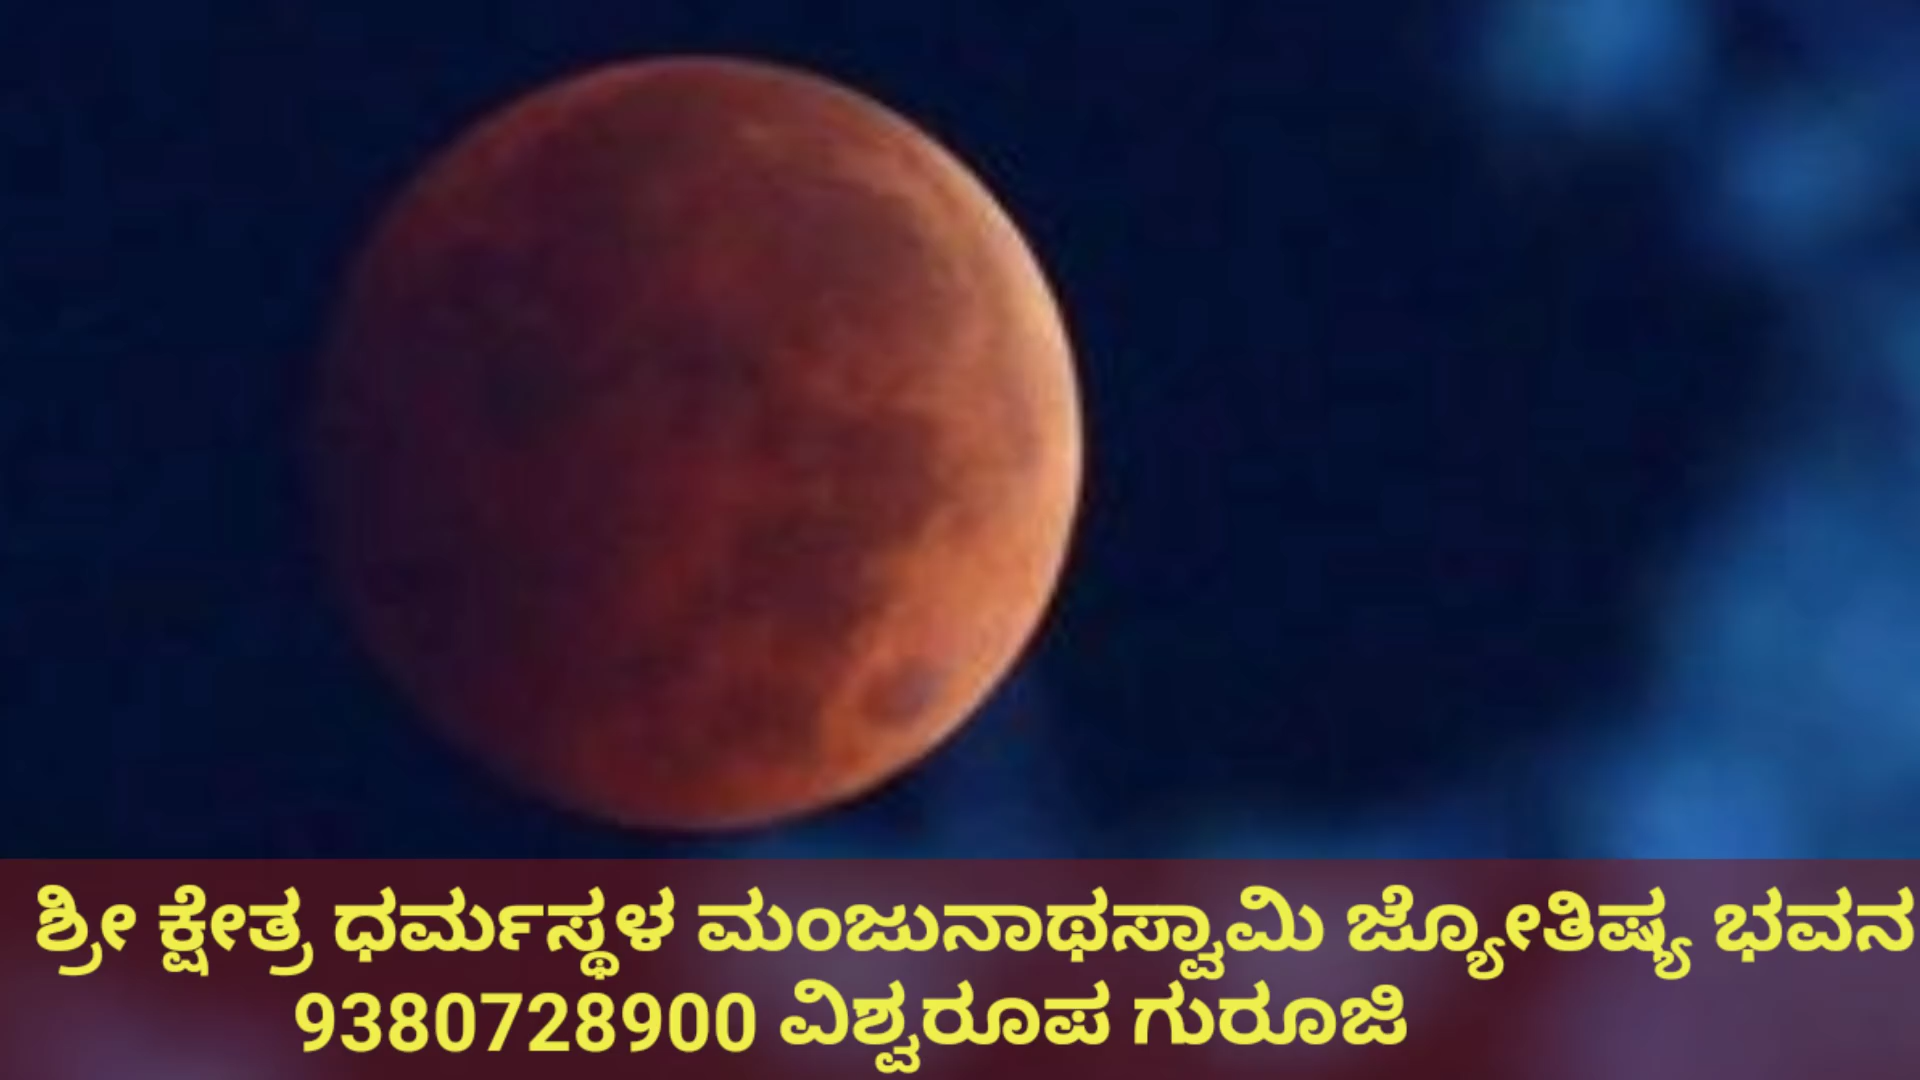 ಶ್ರೀ ಕ್ಷೇತ್ರ ಧರ್ಮಸ್ಥಳ ಮಂಜುನಾಥಸ್ವಾಮಿ ಜ್ಯೋತಿಷ್ಯ ಭವನ
9380728900 ವಿಶ್ವರೂಪ ಗುರೂಜಿ